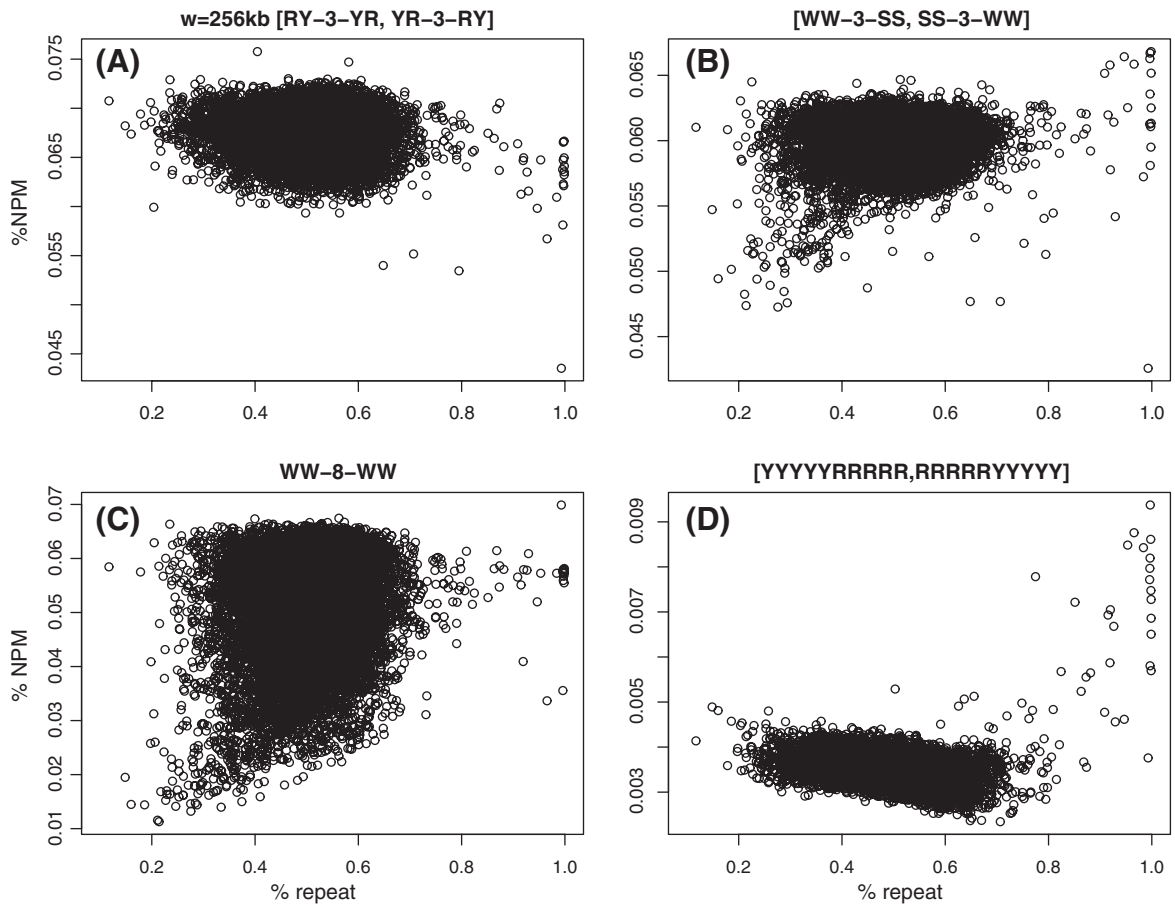 w=256kb [RY−3−YR, YR−3−RY]
[WW−3−SS, SS−3−WW]
(A)
(B)
%NPM
0.075
0.065
0.055
0.045
0.065
0.060
0.055
0.050
0.045
0.2 0.4 0.6 0.8 1.0
0.2 0.4 0.6 0.8 1.0
WW−8−WW
[YYYYYRRRRR,RRRRRYYYYY]
(C)
(D)
% NPM
0.07
0.06
0.05
0.04
0.03
0.02
0.01
0.009
0.007
0.005
0.003
0.2 0.4 0.6 0.8 1.0
0.2 0.4 0.6 0.8 1.0
% repeat
% repeat